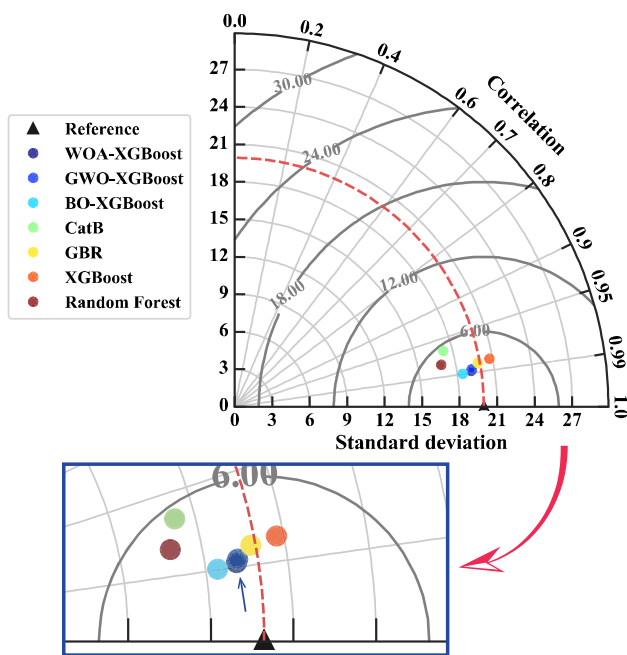 0.0
0.2
0.4
0.6
0.7
0.8
0.9
0.95
0.99
1.0
Correlation
27
24
21
18
15
12
9
6
3
0
30.00
24.00
18.00
12.00
6.00
0 3 6 9 12 15 18 21 24 27
Standard deviation
Reference
WOA-XGBoost
GWO-XGBoost
BO-XGBoost
CatB
GBR
XGBoost
Random Forest
6.00